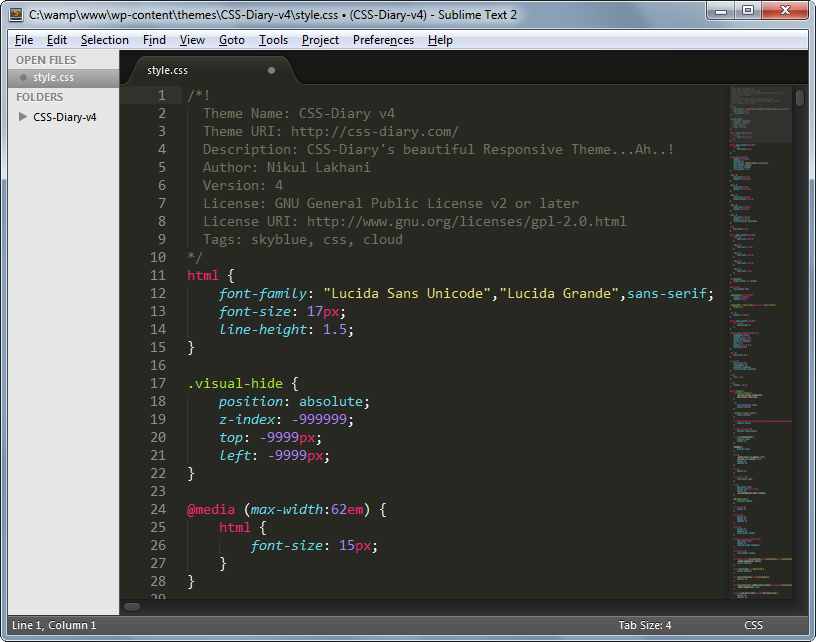 C:\wamp\www\wp-content\themes\CSS-Diary-v4\style.css • (CSS-Diary-v4) - Sublime Text 2
File Edit Selection Find View Goto Tools Project Preferences Help
OPEN FILES
style.css
FOLDERS
CSS-Diary-v4
style.css
1 /*!
2 Theme Name: CSS-Diary v4
3 Theme URI: http://css-diary.com/
4 Description: CSS-Diary's beautiful Responsive Theme...Ah..!
5 Author: Nikul Lakhani
6 Version: 4
7 License: GNU General Public License v2 or later
8 License URI: http://www.gnu.org/licenses/gpl-2.0.html
9 Tags: skyblue, css, cloud
10 */
11 html {
12 font-family: "Lucida Sans Unicode","Lucida Grande",sans-serif;
13 font-size: 17px;
14 line-height: 1.5;
15 }
16
17 .visual-hide {
18 position: absolute;
19 z-index: -999999;
20 top: -9999px;
21 left: -9999px;
22 }
23
24 @media (max-width:62em) {
25 html {
26 font-size: 15px;
27 }
28 }
29
Line 1, Column 1
Tab Size: 4
CSS